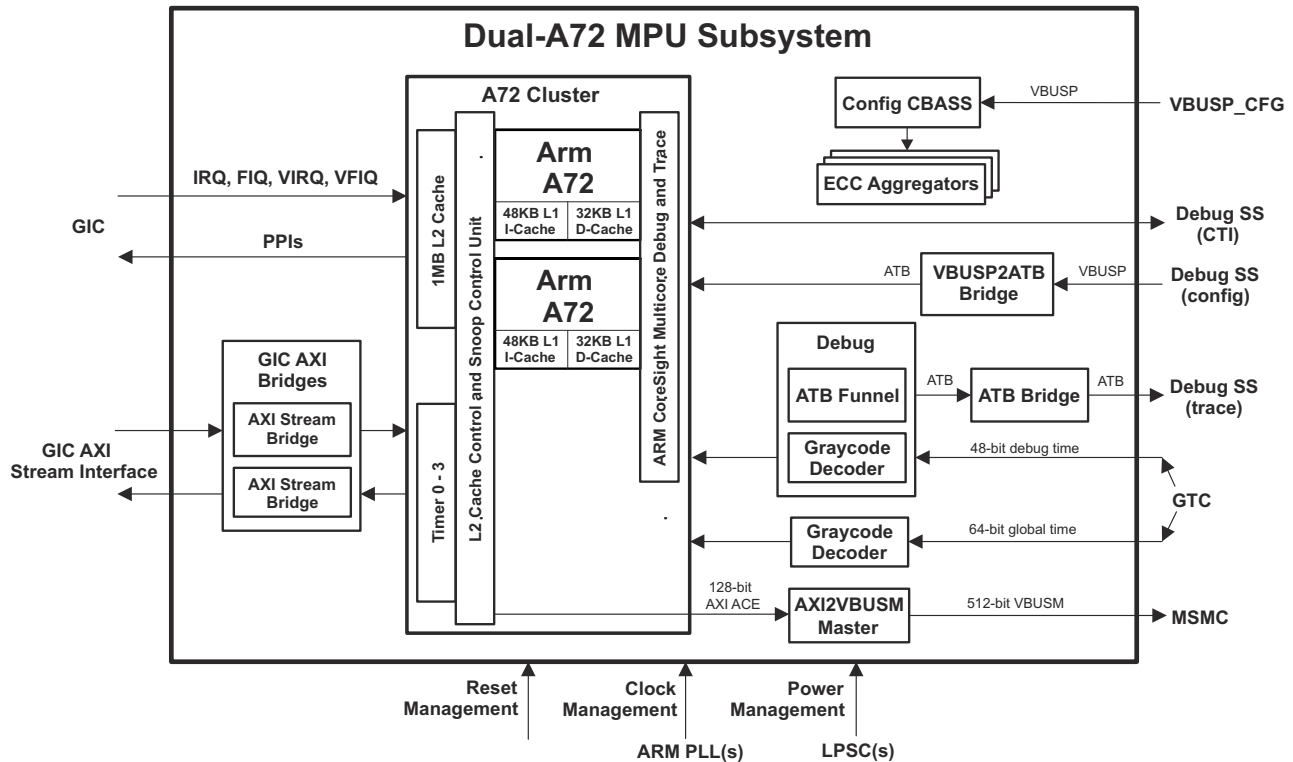 Dual-A72 MPU Subsystem
A72 Cluster
1MB L2 Cache
Timer 0 - 3
L2 Cache Control and Snoop Control Unit
Arm
A72
48KB L1
I-Cache
32KB L1
D-Cache
Arm
A72
48KB L1
I-Cache
32KB L1
D-Cache
ARM CoreSight Multicore Debug and Trace
IRQ, FIQ, VIRQ, VFIQ
GIC
PPIs
GIC AXI
Bridges
AXI Stream
Bridge
AXI Stream
Bridge
GIC AXI
Stream Interface
Config CBASS
VBUSP
VBUSP_CFG
ECC Aggregators
Debug SS
(CTI)
ATB
VBUSP2ATB
Bridge
VBUSP
Debug SS
(config)
Debug
ATB Funnel
ATB
ATB Bridge
ATB
Debug SS
(trace)
Graycode
Decoder
48-bit debug time
GTC
Graycode
Decoder
64-bit global time
128-bit
AXI ACE
AXI2VBUSM
Master
512-bit VBUSM
MSMC
Reset
Management
Clock
Management
Power
Management
ARM PLL(s)
LPSC(s)